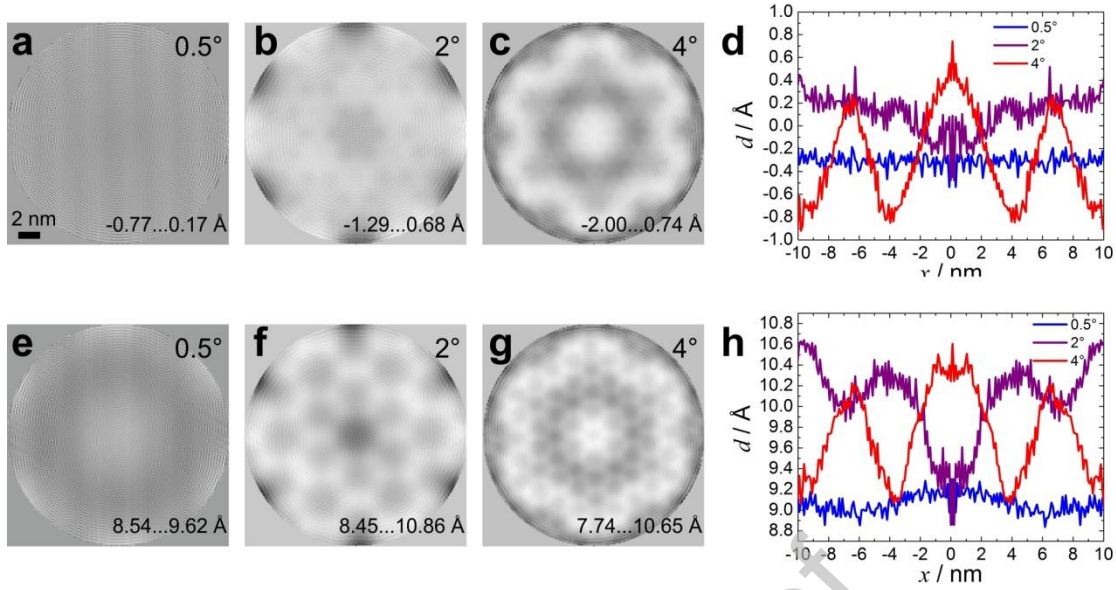 a 0.5°
2 nm
-0.77...0.17 Å
b 2°
-1.29...0.68 Å
c 4°
-2.00...0.74 Å
d
d / Å
1.0
0.8
0.6
0.4
0.2
0.0
-0.2
-0.4
-0.6
-0.8
-1.0
0.5°
2°
4°
-10 -8 -6 -4 -2 0 2 4 6 8 10
x / nm
e 0.5°
8.54...9.62 Å
f 2°
8.45...10.86 Å
g 4°
7.74...10.65 Å
h
d / Å
10.8
10.6
10.4
10.2
10.0
9.8
9.6
9.4
9.2
9.0
8.8
0.5°
2°
4°
-10 -8 -6 -4 -2 0 2 4 6 8 10
x / nm